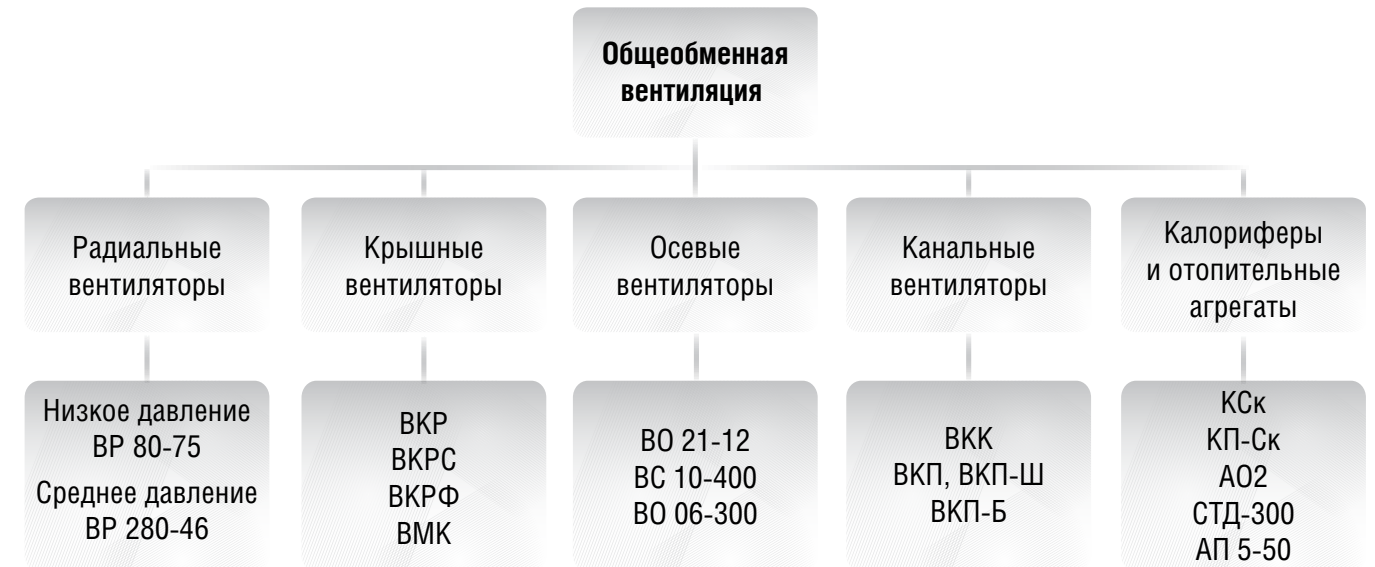 Общеобменная
вентиляция
Радиальные
вентиляторы
Крышные
вентиляторы
Осевые
вентиляторы
Канальные
вентиляторы
Калориферы
и отопительные
агрегаты
Низкое давление
ВР 80-75
Среднее давление
ВР 280-46
ВКР
ВКРС
ВКРФ
ВМК
ВО 21-12
ВС 10-400
ВО 06-300
ВКК
ВКП, ВКП-Ш
ВКП-Б
КСк
КП-Ск
АО2
СТД-300
АП 5-50